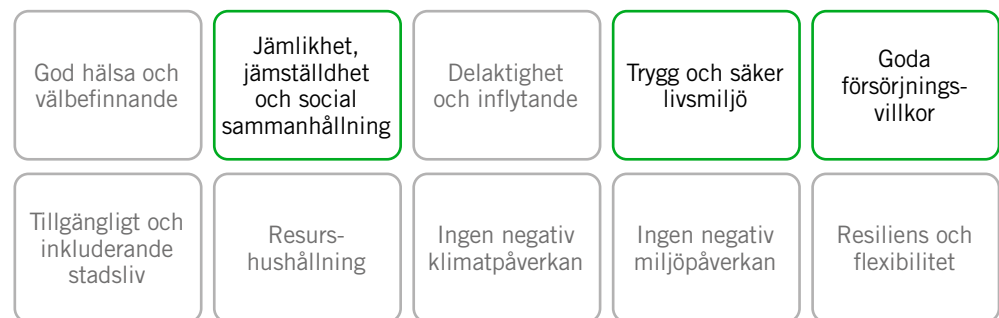 God hälsa och
välbefinnande
Jämlikhet,
jämställdhet
och social
sammanhållning
Delaktighet
och inflytande
Trygg och säker
livsmiljö
Goda
försörjnings-
villkor
Tillgängligt och
inkluderande
stadsliv
Resurs-
hushållning
Ingen negativ
klimatpåverkan
Ingen negativ
miljöpåverkan
Resiliens och
flexibilitet